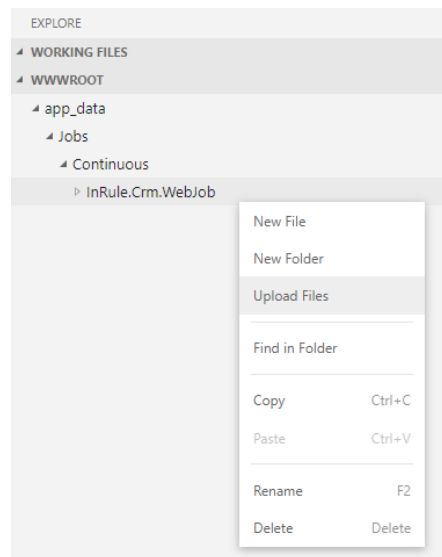 EXPLORE
WORKING FILES
WWWROOT
app_data
Jobs
Continuous
InRule.Crm.WebJob
New File
New Folder
Upload Files
Find in Folder
Copy Ctrl+C
Paste Ctrl+V
Rename F2
Delete Delete